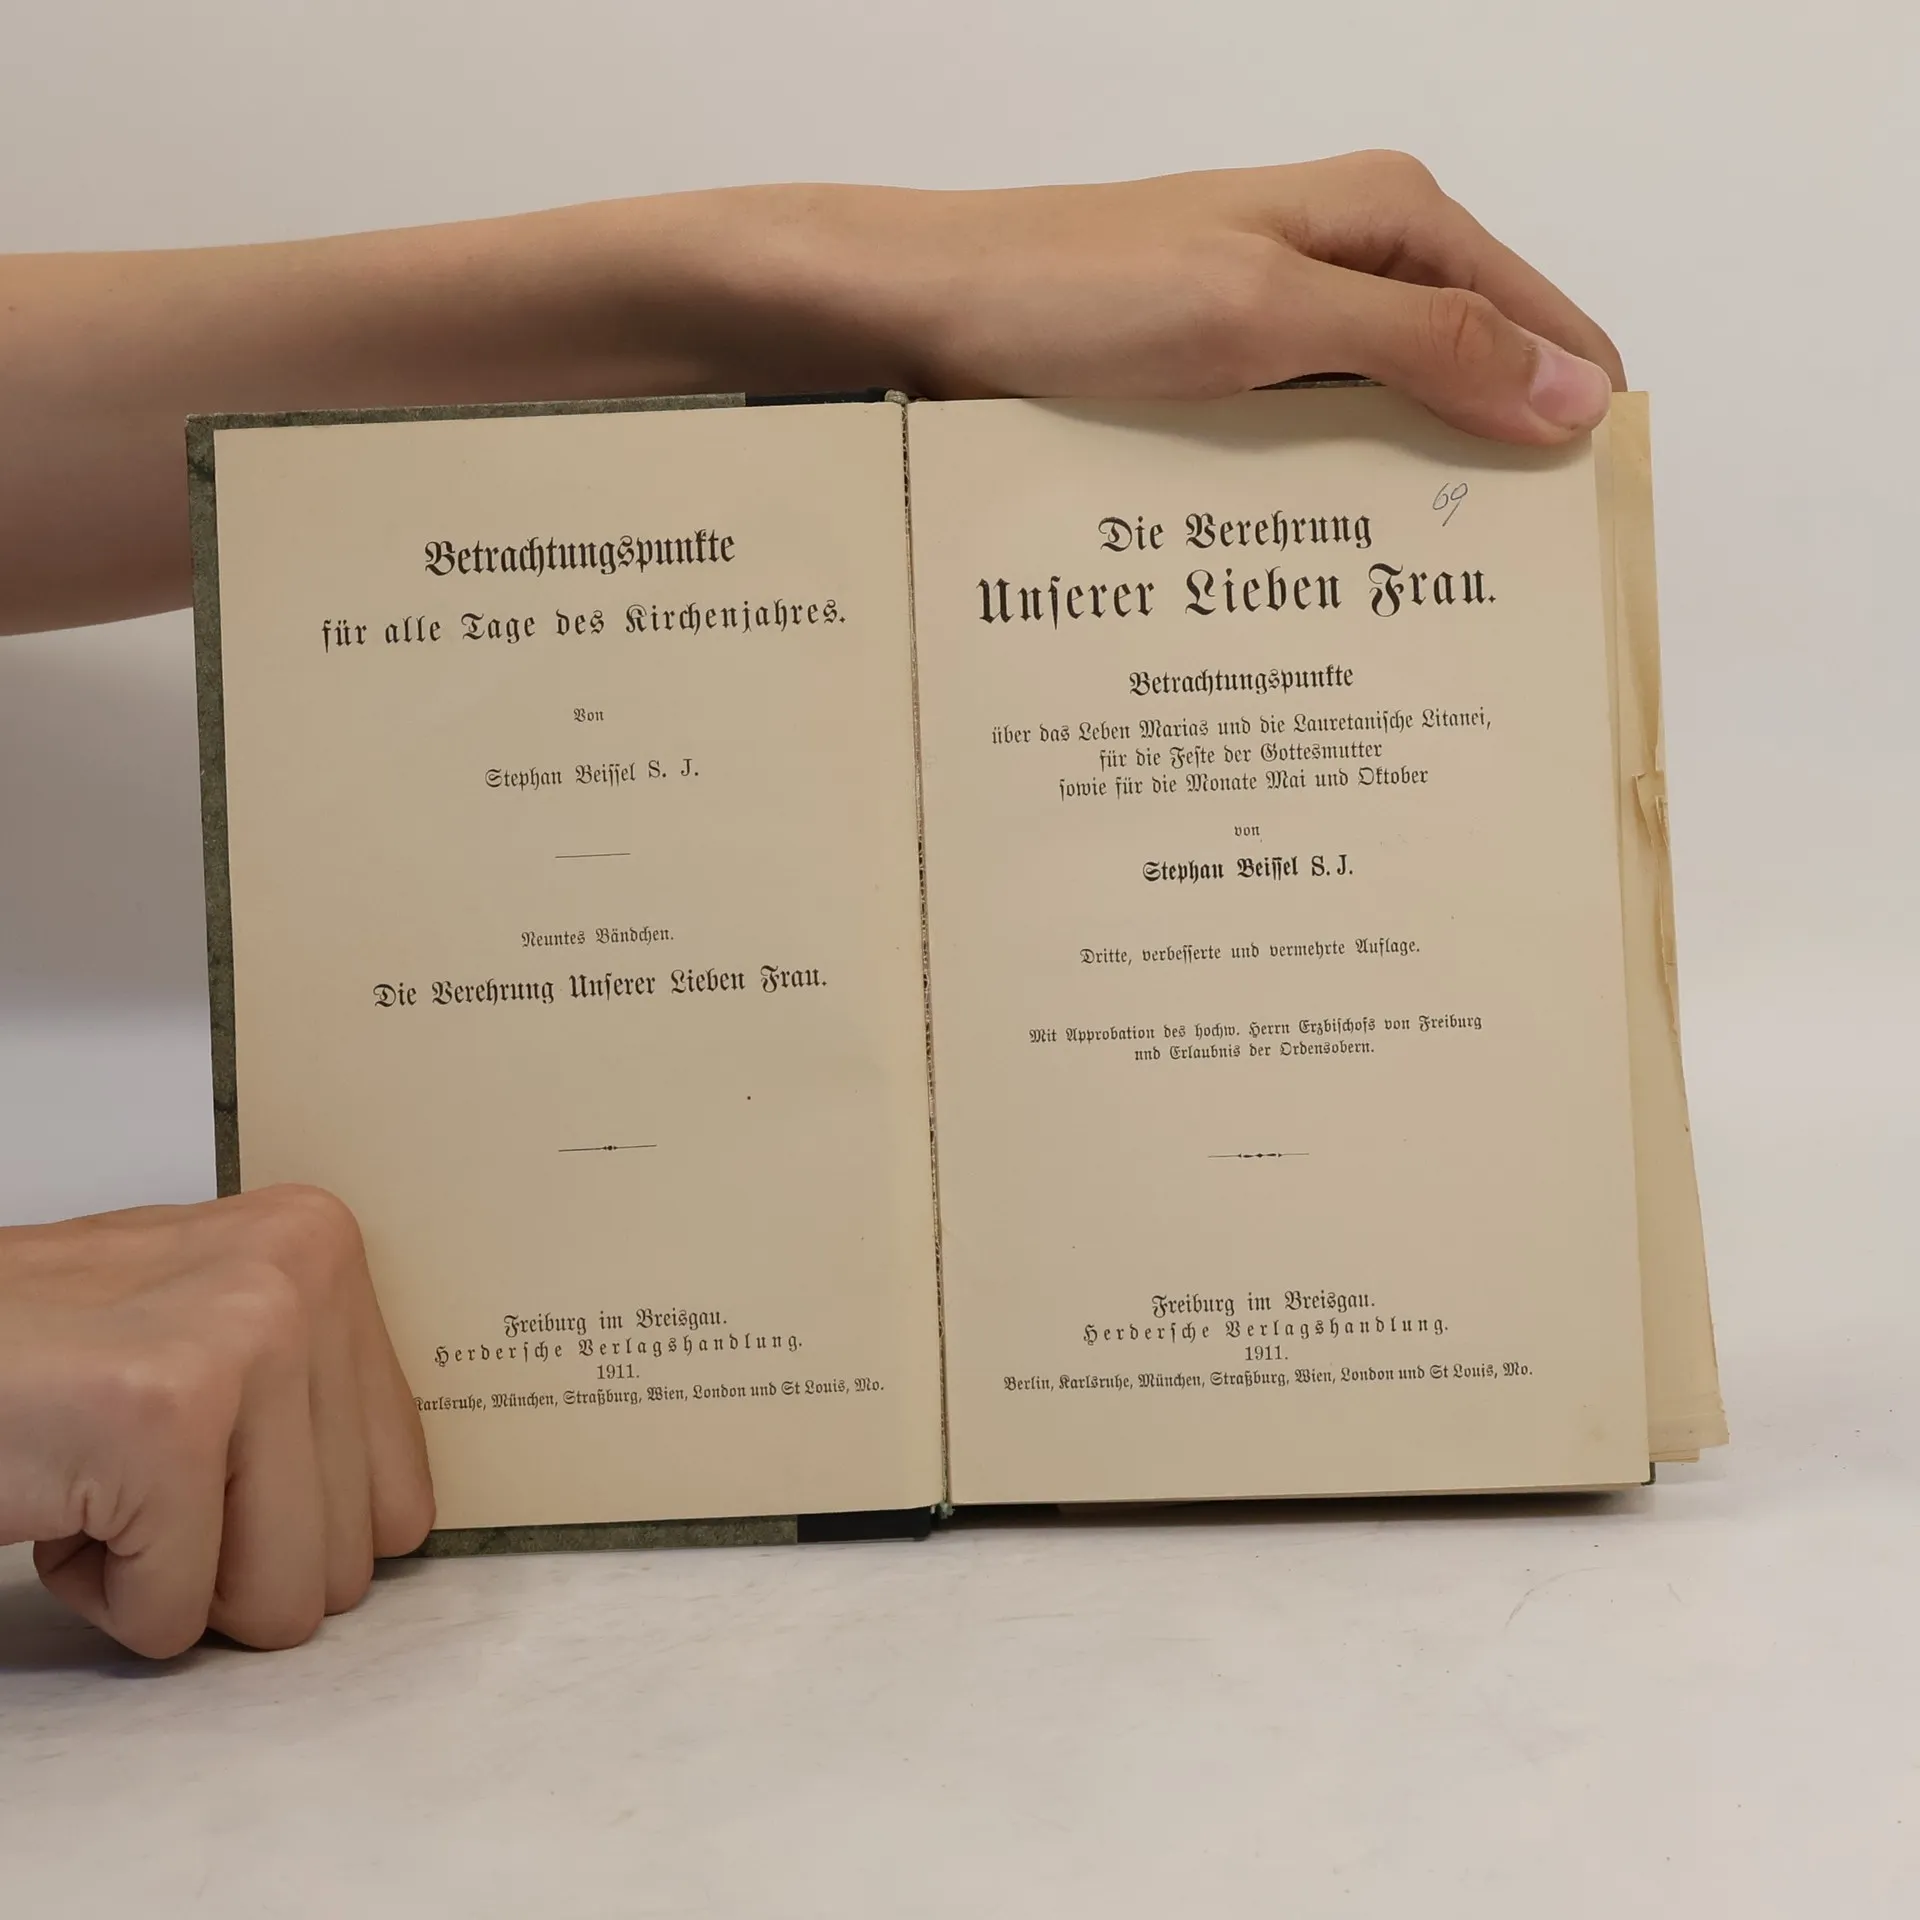 Betrachtungspunkte
für alle Tage des Kirchenjahres.
Von
Stephan Beissel S. J.
Neuntes Bändchen.
Die Verehrung Unserer Lieben Frau.
Freiburg im Breisgau.
Herdersche Verlagshandlung.
1911.
Karlsruhe, München, Straßburg, Wien, London und St Louis, Mo.
69
Die Verehrung
Unserer Lieben Frau.
Betrachtungspunkte
über das Leben Marias und die Lauretanische Litanei,
für die Feste der Gottesmutter
sowie für die Monate Mai und Oktober
von
Stephan Beissel S. J.
Dritte, verbesserte und vermehrte Auflage.
Mit Approbation des hochw. Herrn Erzbischofs von Freiburg
und Erlaubnis der Ordensobern.
Freiburg im Breisgau.
Herdersche Verlagshandlung.
1911.
Berlin, Karlsruhe, München, Straßburg, Wien, London und St Louis, Mo.